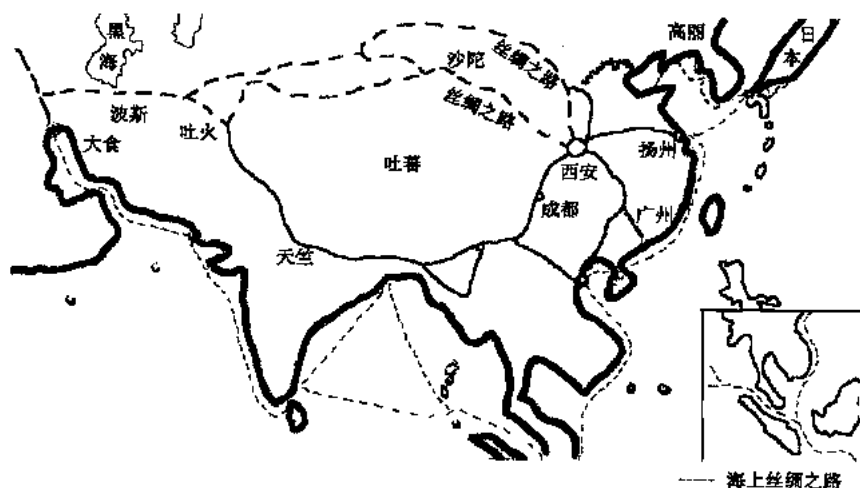 黑海
高丽
日本
沙陀
丝绸之路
丝绸之路
波斯
吐火
大食
吐蕃
西安
扬州
成都
广州
天竺
海上丝绸之路